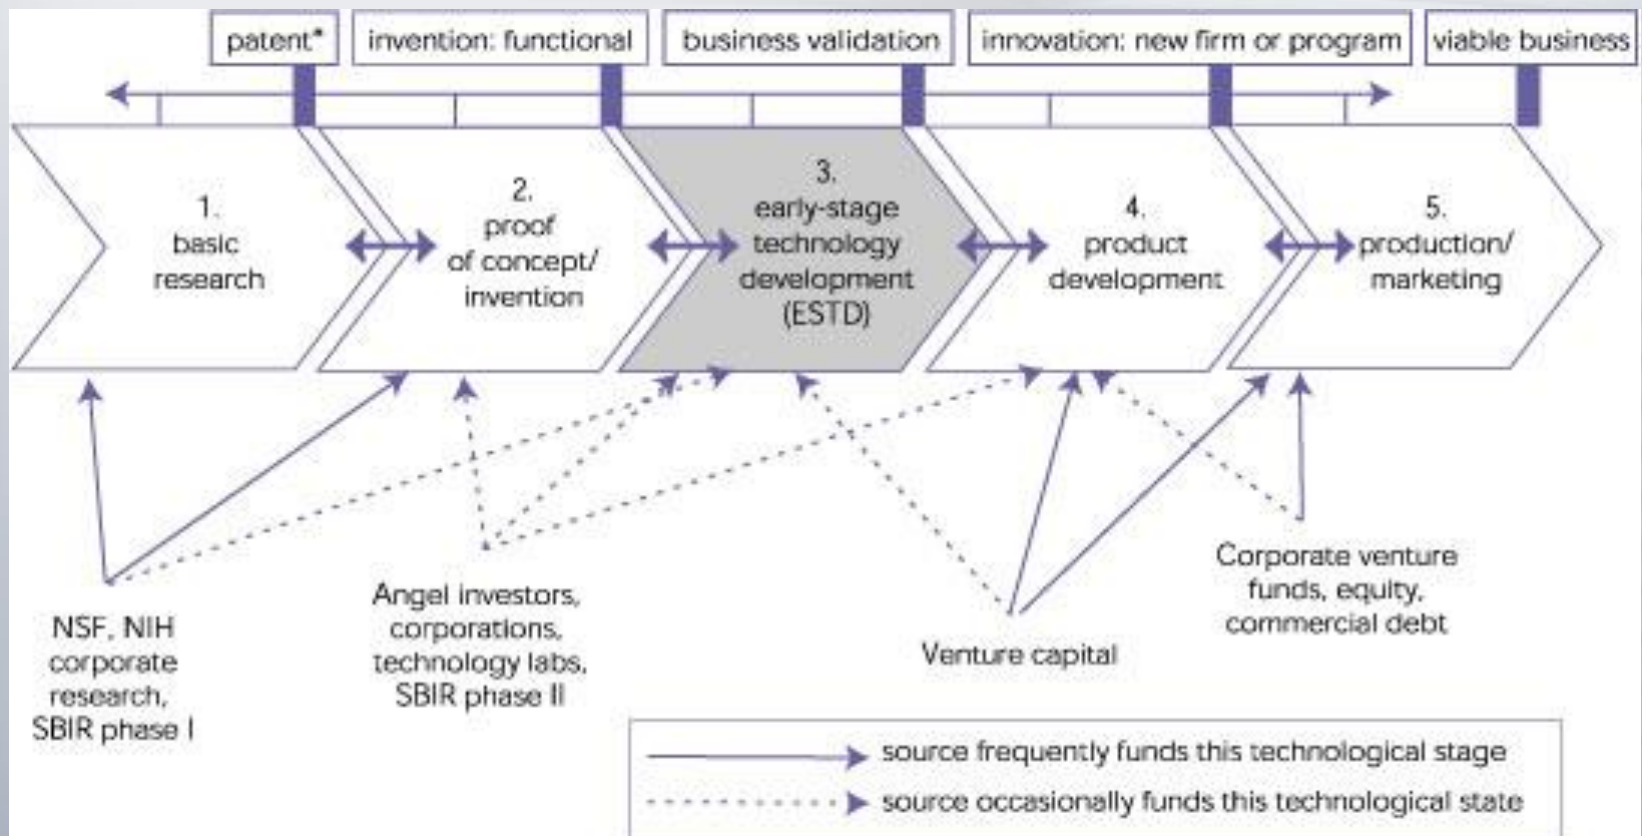 patent*
invention: functional
business validation
innovation: new firm or program
viable business
1.
basic
research
2.
proof
of concept/
invention
3.
early-stage
technology
development
(ESTD)
4.
product
development
5.
production/
marketing
NSF, NIH
corporate
research,
SBIR phase I
Angel investors,
corporations,
technology labs,
SBIR phase II
Venture capital
Corporate venture
funds, equity,
commercial debt
source frequently funds this technological stage
source occasionally funds this technological state